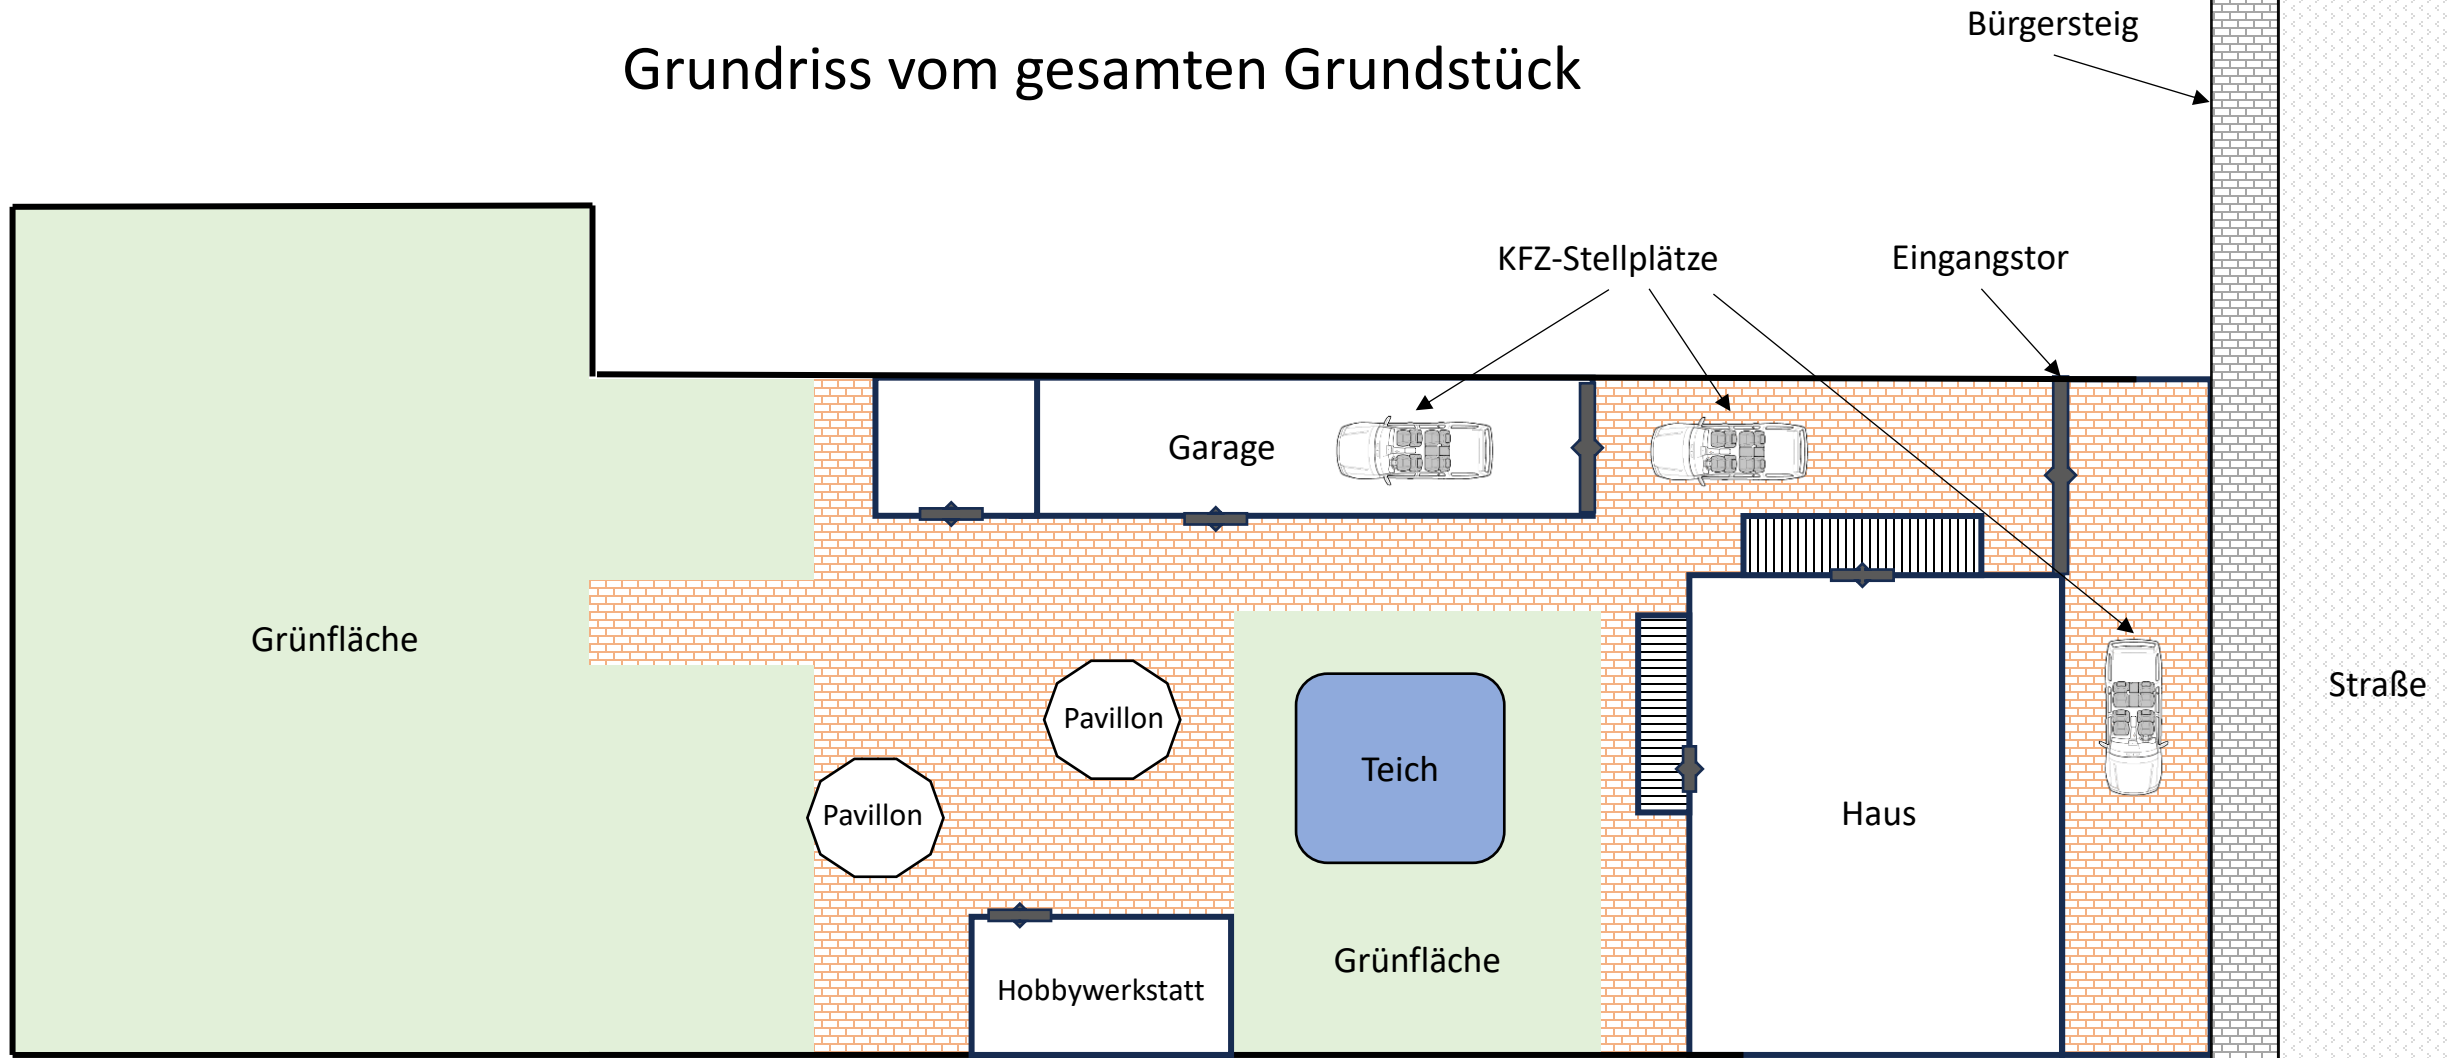 Bürgersteig
Grundriss vom gesamten Grundstück
KFZ-Stellplätze
Eingangstor
Garage
Grünfläche
Straße
Pavillon
Teich
Pavillon
Haus
Grünfläche
Hobbywerkstatt